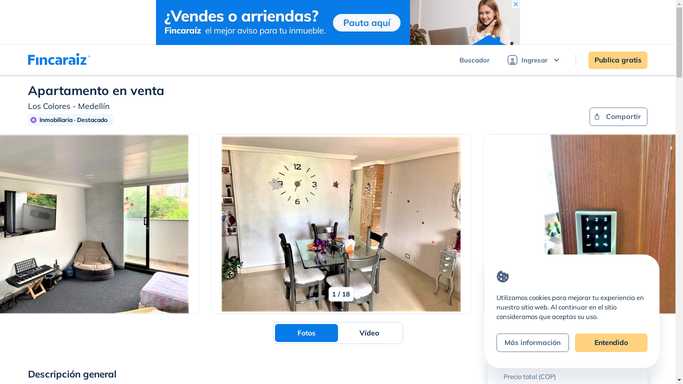 ¿Vendes o arriendas?
Fincaraíz el mejor aviso para tu inmueble.
Pauta aquí
Fincaraíz
Buscador
Ingresar
Publica gratis
Apartamento en venta
Los Colores - Medellín
Inmobiliaria · Destacado
Compartir
12
9
3
6
1 / 18
Fotos
Video
Utilizamos cookies para mejorar tu experiencia en
nuestro sitio web. Al continuar en el sitio
consideramos que aceptas su uso.
Más información
Entendido
Descripción general
Precio total (COP)